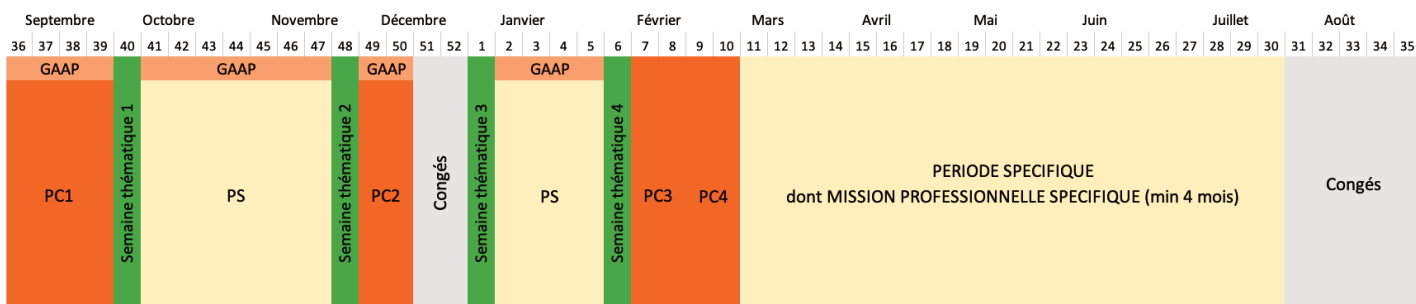 Septembre Octobre Novembre Décembre Janvier Février Mars Avril Mai Juin Juillet Août
36 37 38 39 40 41 42 43 44 45 46 47 48 49 50 51 52 1 2 3 4 5 6 7 8 9 10 11 12 13 14 15 16 17 18 19 20 21 22 23 24 25 26 27 28 29 30 31 32 33 34 35
GAAP GAAP GAAP GAAP
PC1
Semaine thématique 1
PS
Semaine thématique 2
PC2
Congés
Semaine thématique 3
PS
Semaine thématique 4
PC3
PC4
PERIODE SPECIFIQUE
dont MISSION PROFESSIONNELLE SPECIFIQUE (min 4 mois)
Congés